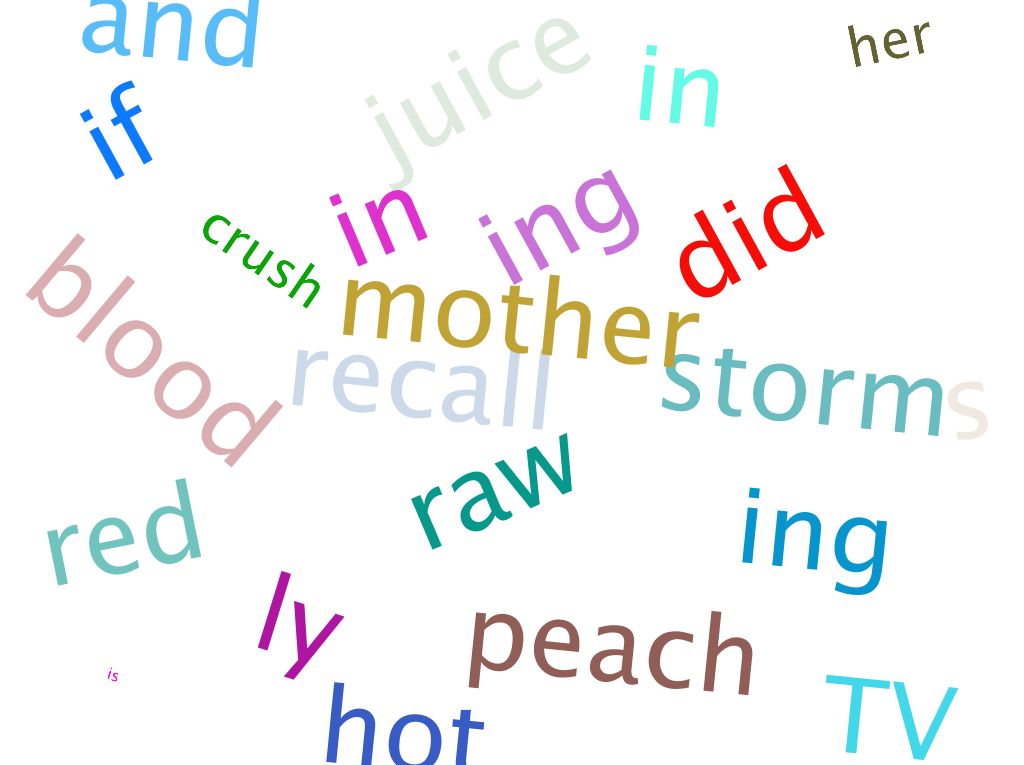 and
juice
in
her
if
in
ing
did
crush
blood
mother
recall
storm
s
raw
red
ing
ly
peach
is
hot
TV